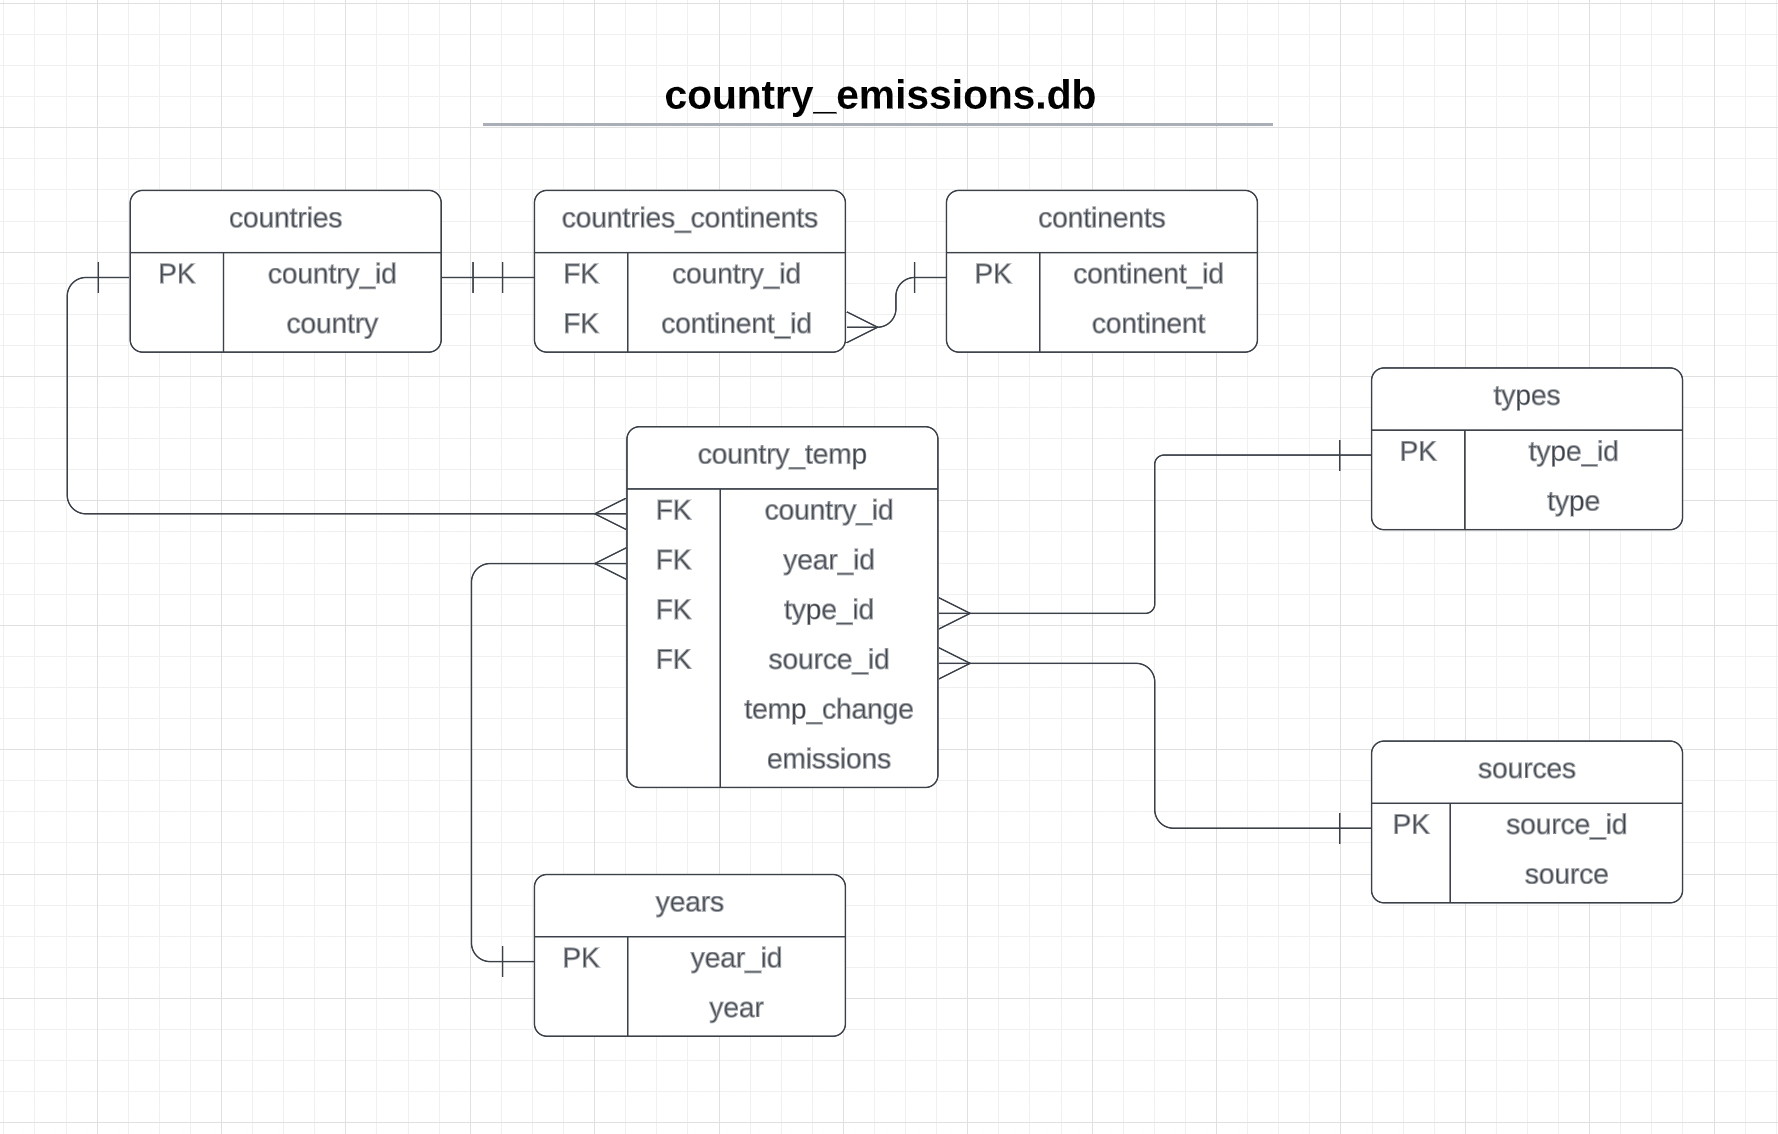 country_emissions.db
countries
PK country_id
country
countries_continents
FK country_id
FK continent_id
continents
PK continent_id
continent
types
PK type_id
type
country_temp
FK country_id
FK year_id
FK type_id
FK source_id
temp_change
emissions
sources
PK source_id
source
years
PK year_id
year